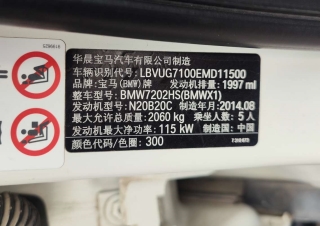 华晨宝马汽车有限公司制造
车辆识别代号: LBVUG7100EMD11500
品牌: 宝马(BMW)牌 发动机排量: 1997 ml
整车型号: BMW7202HS(BMWX1)
发动机型号: N20B20C 制造年月: 2014.08
最大允许总质量: 2060 kg 乘坐人数: 5人
发动机最大净功率: 115 kW 制造国: 中国
颜色代码/色圈: 300